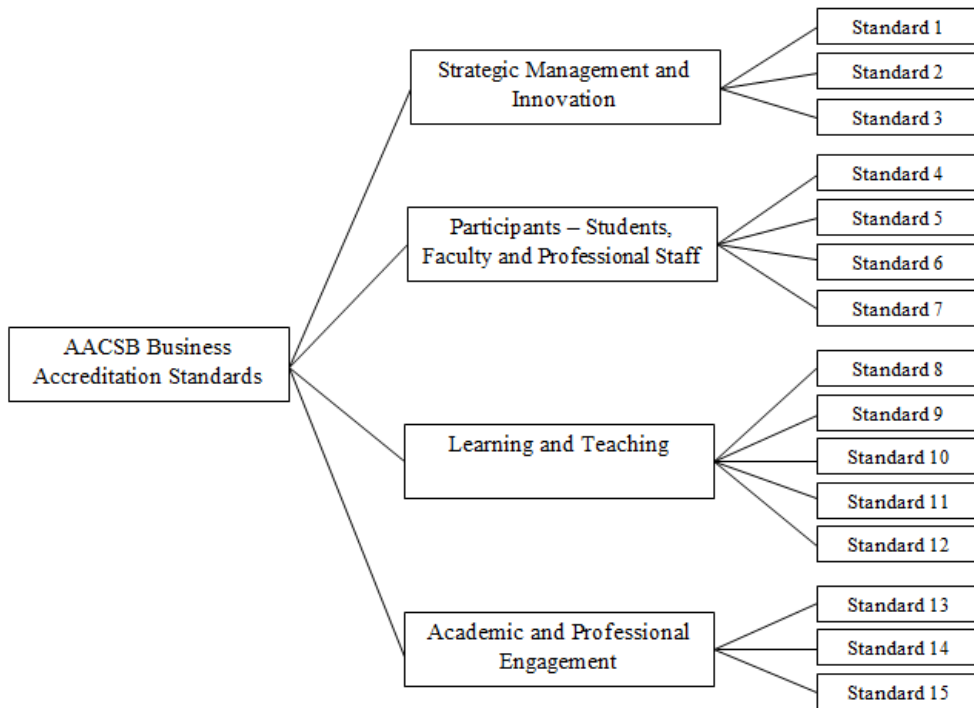 AACSB Business
Accreditation Standards
Strategic Management and
Innovation
Standard 1
Standard 2
Standard 3
Participants – Students,
Faculty and Professional Staff
Standard 4
Standard 5
Standard 6
Standard 7
Learning and Teaching
Standard 8
Standard 9
Standard 10
Standard 11
Standard 12
Academic and Professional
Engagement
Standard 13
Standard 14
Standard 15